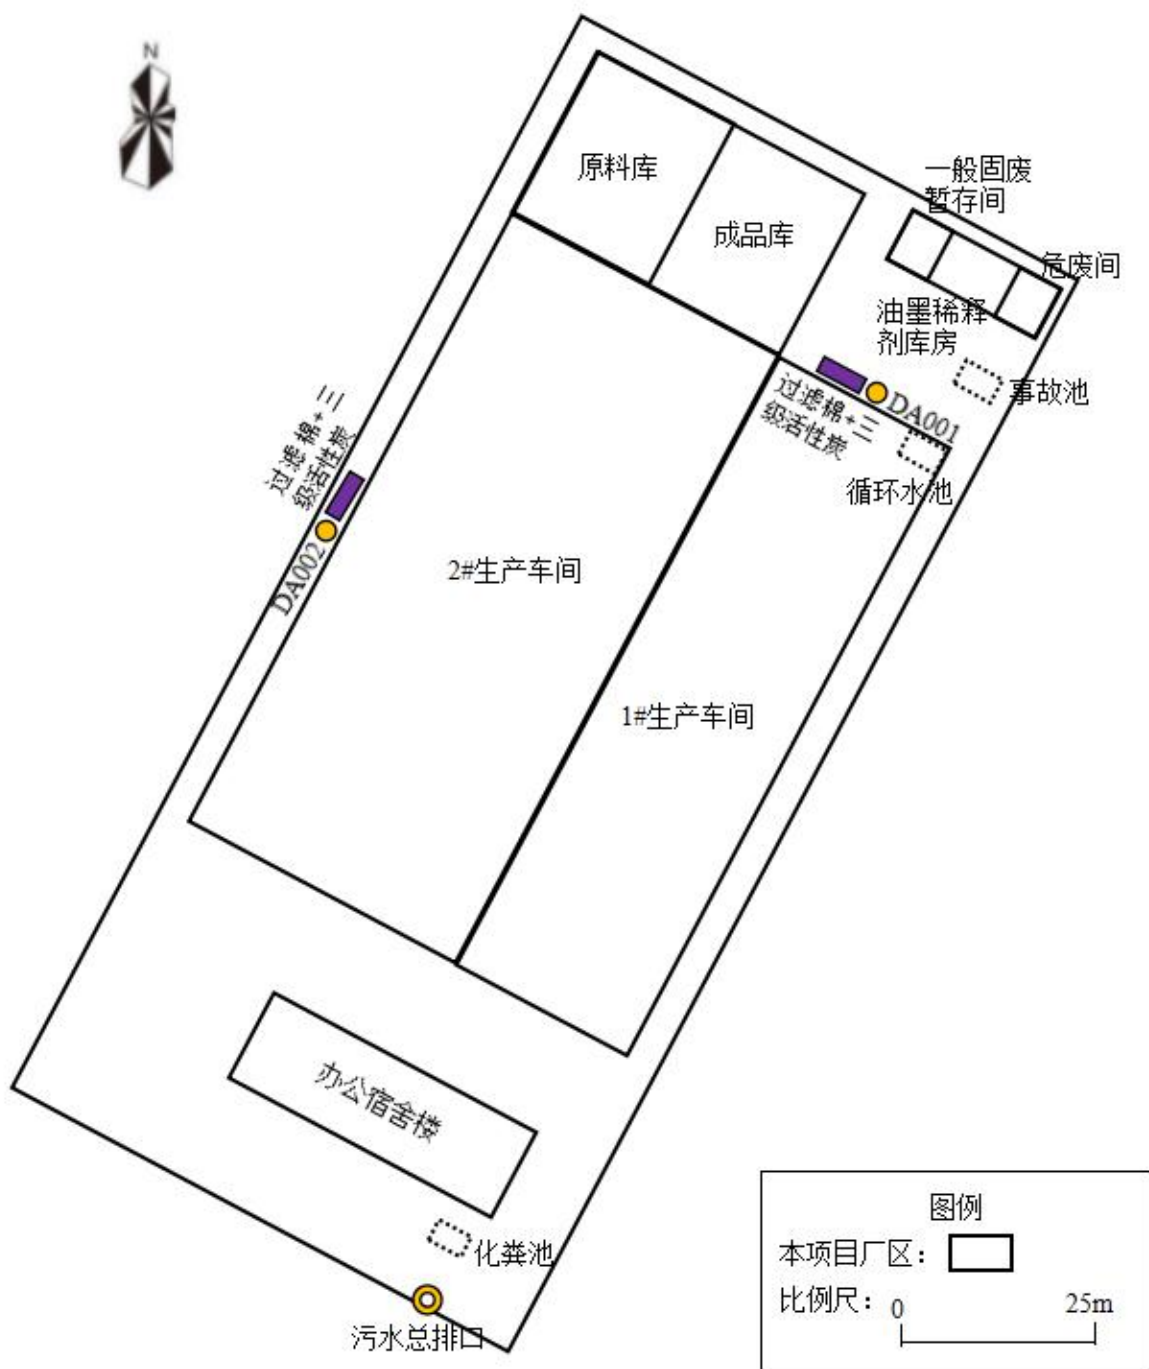 N
原料库
成品库
一般固废
暂存间
危废间
油墨稀释
剂库房
事故池
过滤棉+三
级活性炭
DA001
循环水池
过滤棉+三
级活性炭
DA002
2#生产车间
1#生产车间
办公宿舍楼
化粪池
污水总排口
图例
本项目厂区：
比例尺：0 25m